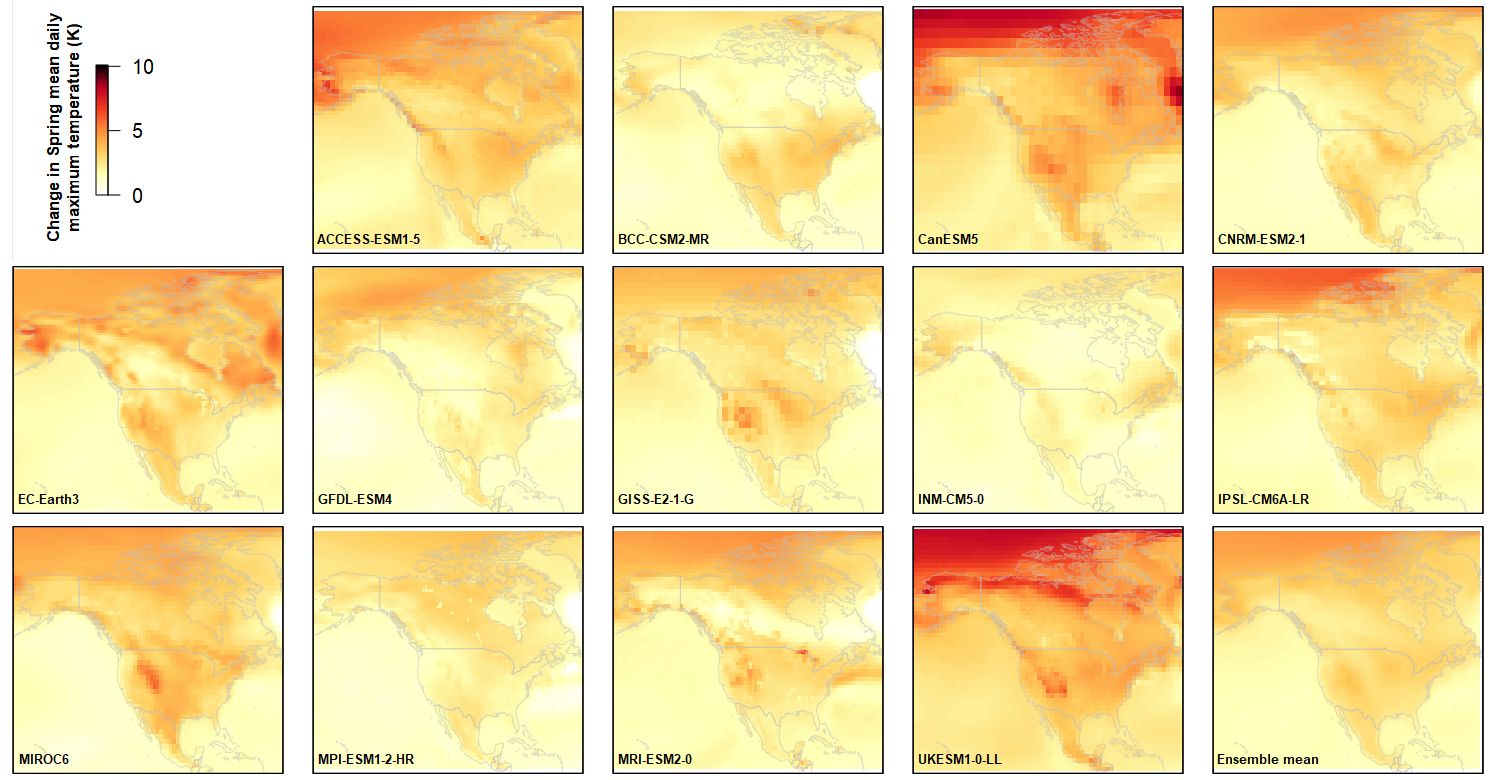 Change in Spring mean daily
maximum temperature (K)
10
5
0
ACCESS-ESM1-5
BCC-CSM2-MR
CanESM5
CNRM-ESM2-1
EC-Earth3
GFDL-ESM4
GISS-E2-1-G
INM-CM5-0
IPSL-CM6A-LR
MIROC6
MPI-ESM1-2-HR
MRI-ESM2-0
UKESM1-0-LL
Ensemble mean